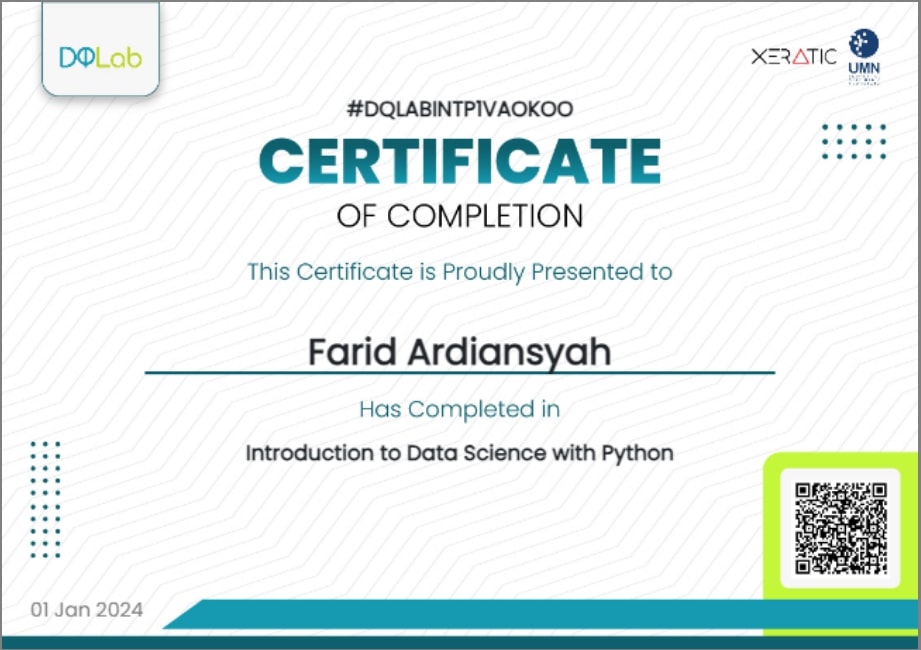 DQLab
XERATIC
UMN
#DQLABINTP1VAOKOO
CERTIFICATE
OF COMPLETION
This Certificate is Proudly Presented to
Farid Ardiansyah
Has Completed in
Introduction to Data Science with Python
01 Jan 2024